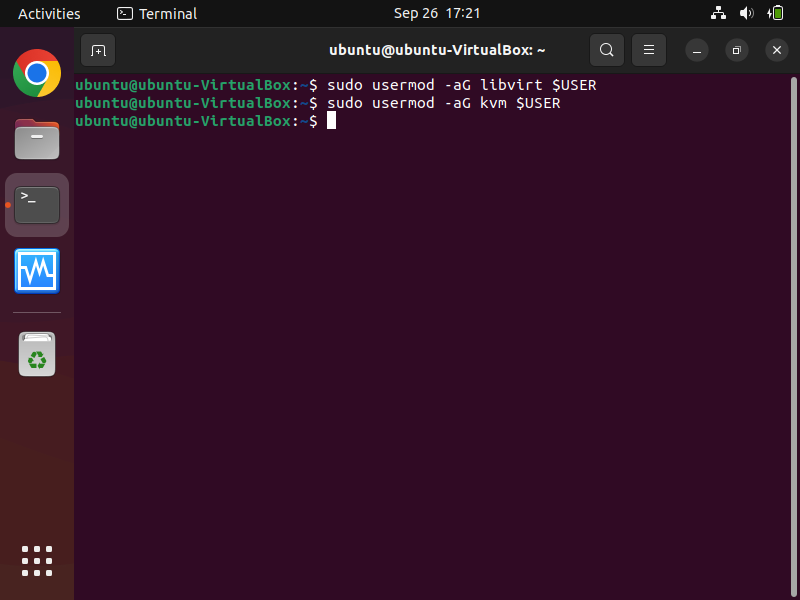 Activities Terminal Sep 26 17:21
ubuntu@ubuntu-VirtualBox: ~
ubuntu@ubuntu-VirtualBox:~$ sudo usermod -aG libvirt $USER
ubuntu@ubuntu-VirtualBox:~$ sudo usermod -aG kvm $USER
ubuntu@ubuntu-VirtualBox:~$